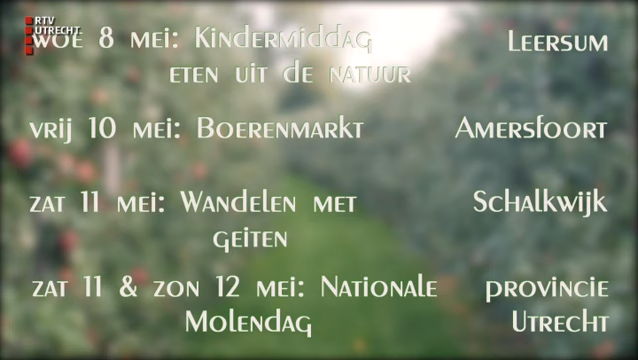 RTV
UTRECHT
woe 8 mei: Kindermiddag Leersum
eten uit de natuur
vrij 10 mei: Boerenmarkt Amersfoort
zat 11 mei: Wandelen met Schalkwijk
geiten
zat 11 & zon 12 mei: Nationale provincie
Molendag Utrecht